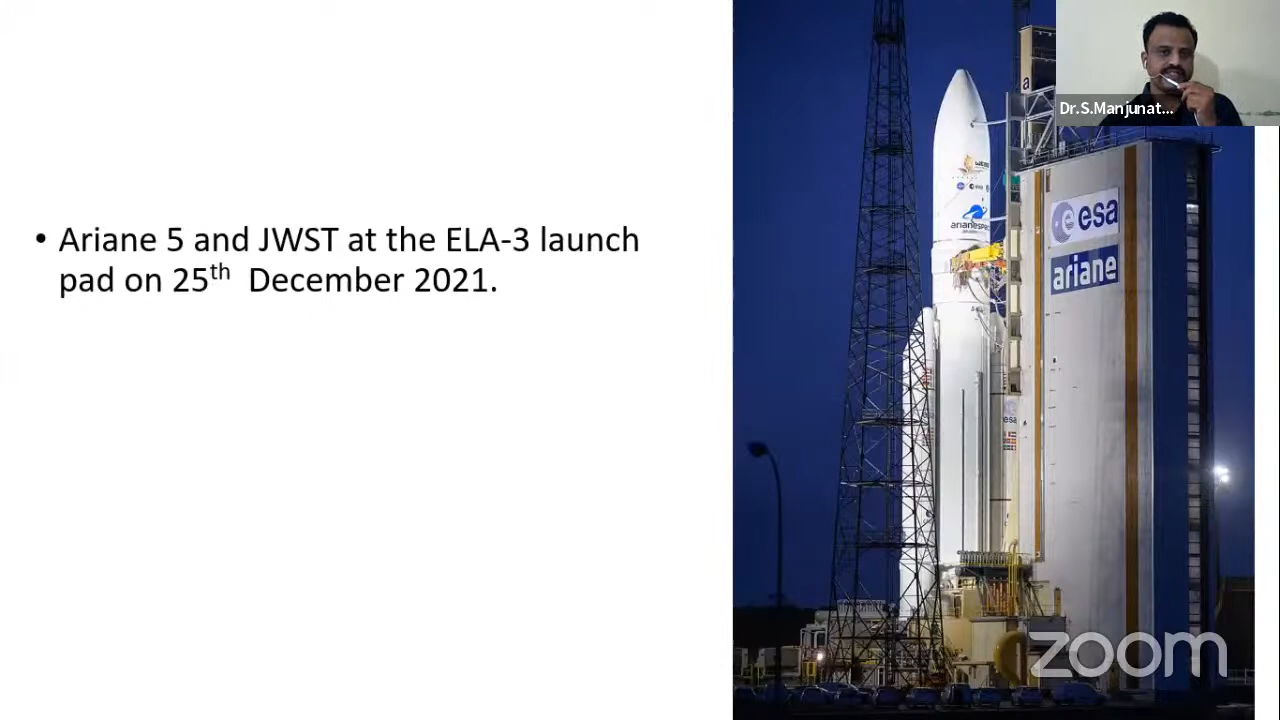 • Ariane 5 and JWST at the ELA-3 launch
pad on 25th December 2021.
Dr.S.Manjunat...
esa
ariane
arianespace
esa
zoom